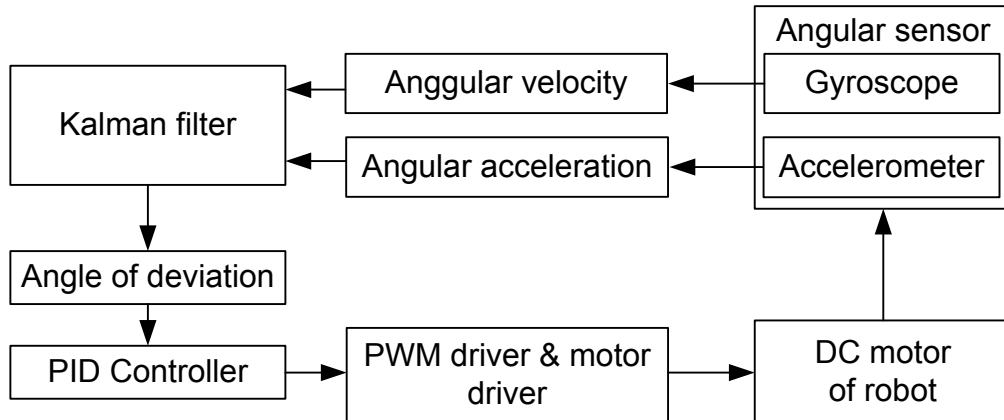 Angular sensor
Anggular velocity
Gyroscope
Kalman filter
Angular acceleration
Accelerometer
Angle of deviation
PID Controller
PWM driver & motor
driver
DC motor
of robot